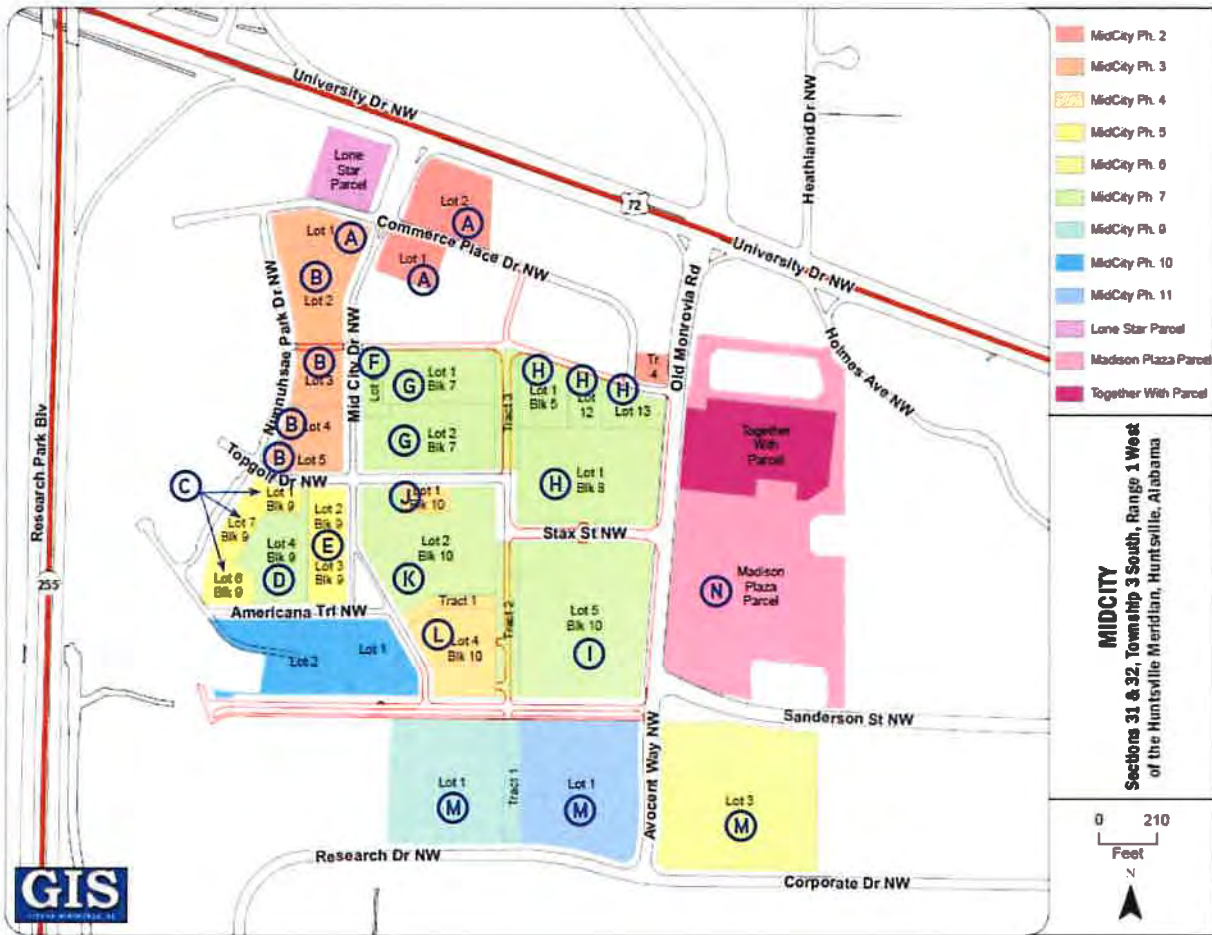 University Dr NW
Heathland Dr NW
Lone
Star
Parcel
72
Lot 2
A
Commerce Place Dr NW
Lot 1
A
Lot 1
A
University Dr NW
Old Monrovia Rd
B
Lot 2
Nunnuhsae Park Dr NW
Mid City Dr NW
Holmes Ave NW
B
Lot 3
F
Lot
Lot 1
Blk 7
G
H
Lot 1
Blk 5
H
Lot
12
H
Lot 13
Tr.
4
Tract 3
B
Lot 4
G
Lot 2
Blk 7
B
Lot 5
Together
With
Parcel
Topgolf Dr NW
C
Lot 1
Blk 9
Lot 7
Blk 9
Lot 6
Blk 9
Lot 4
Blk 9
D
Lot 2
Blk 9
E
Lot 3
Blk 9
J
Lot 1
Blk 10
Lot 2
Blk 10
K
H
Lot 1
Blk 8
Stax St NW
Research Park Blv
255
Americana Trl NW
Tract 1
L
Lot 4
Blk 10
Tract 2
Lot 5
Blk 10
I
N
Madison
Plaza
Parcel
Lot 2
Lot 1
Sanderson St NW
Avocent Way NW
Lot 1
M
Tract 1
Lot 1
M
Lot 3
M
Research Dr NW
Corporate Dr NW
GIS
MidCity Ph. 2
MidCity Ph. 3
MidCity Ph. 4
MidCity Ph. 5
MidCity Ph. 6
MidCity Ph. 7
MidCity Ph. 9
MidCity Ph. 10
MidCity Ph. 11
Lone Star Parcel
Madison Plaza Parcel
Together With Parcel
MIDCITY
Sections 31 & 32, Township 3 South, Range 1 West
of the Huntsville Meridian, Huntsville, Alabama
0 210
Feet
N